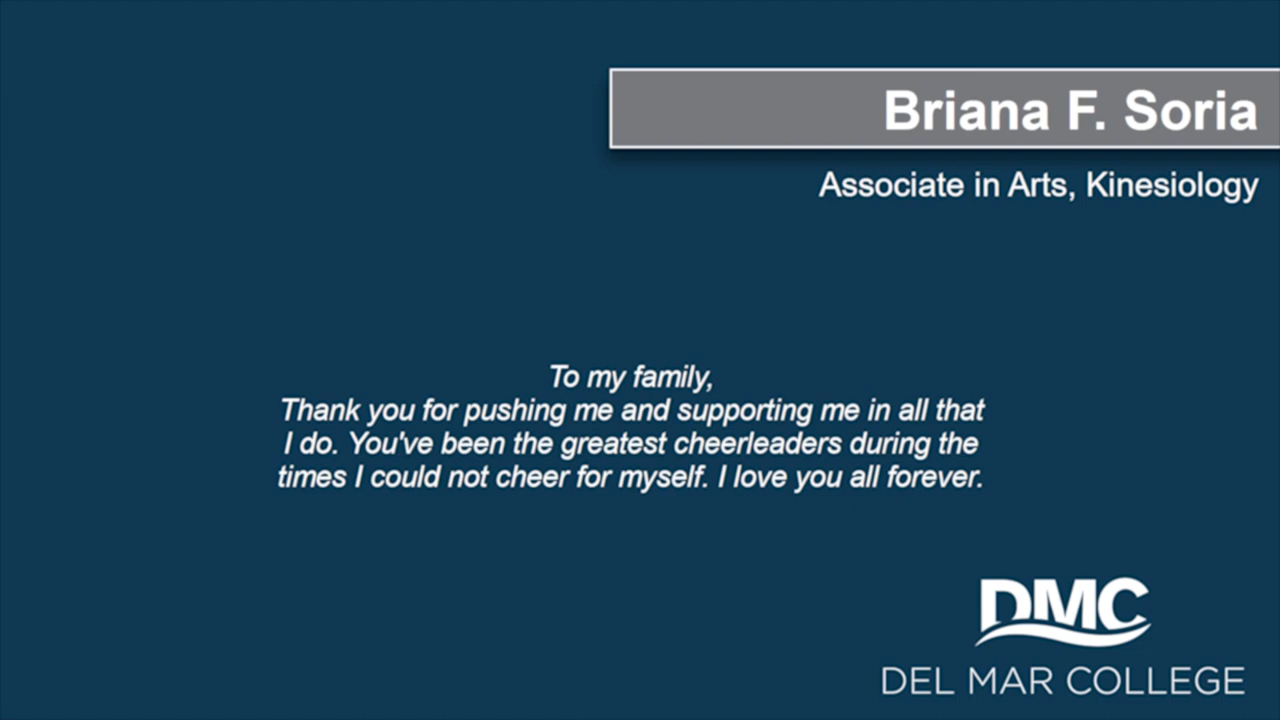 Briana F. Soria
Associate in Arts, Kinesiology
To my family,
Thank you for pushing me and supporting me in all that
I do. You've been the greatest cheerleaders during the
times I could not cheer for myself. I love you all forever.
DMC
DEL MAR COLLEGE